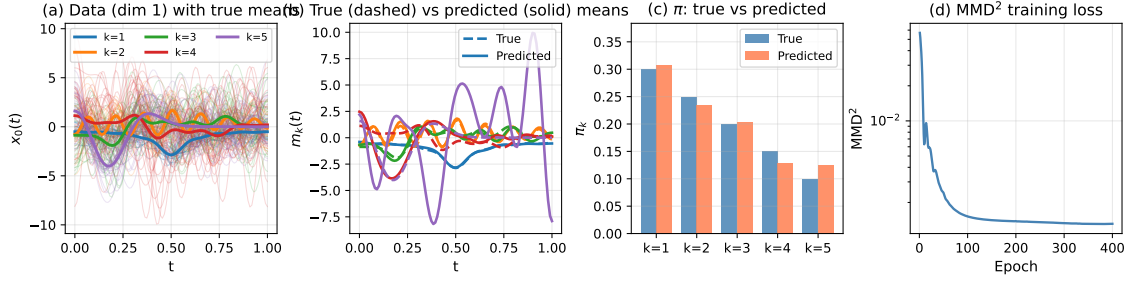 (a) Data (dim 1) with true means
k=1
k=2
k=3
k=4
k=5
x₀(t)
10
5
0
−5
−10
0.00
0.25
0.50
0.75
1.00
t
(b) True (dashed) vs predicted (solid) means
True
Predicted
m_k(t)
10.0
7.5
5.0
2.5
0.0
−2.5
−5.0
−7.5
0.00
0.25
0.50
0.75
1.00
t
(c) π: true vs predicted
True
Predicted
π_k
0.35
0.30
0.25
0.20
0.15
0.10
0.05
0.00
k=1
k=2
k=3
k=4
k=5
(d) MMD² training loss
MMD²
10⁻²
0
100
200
300
400
Epoch